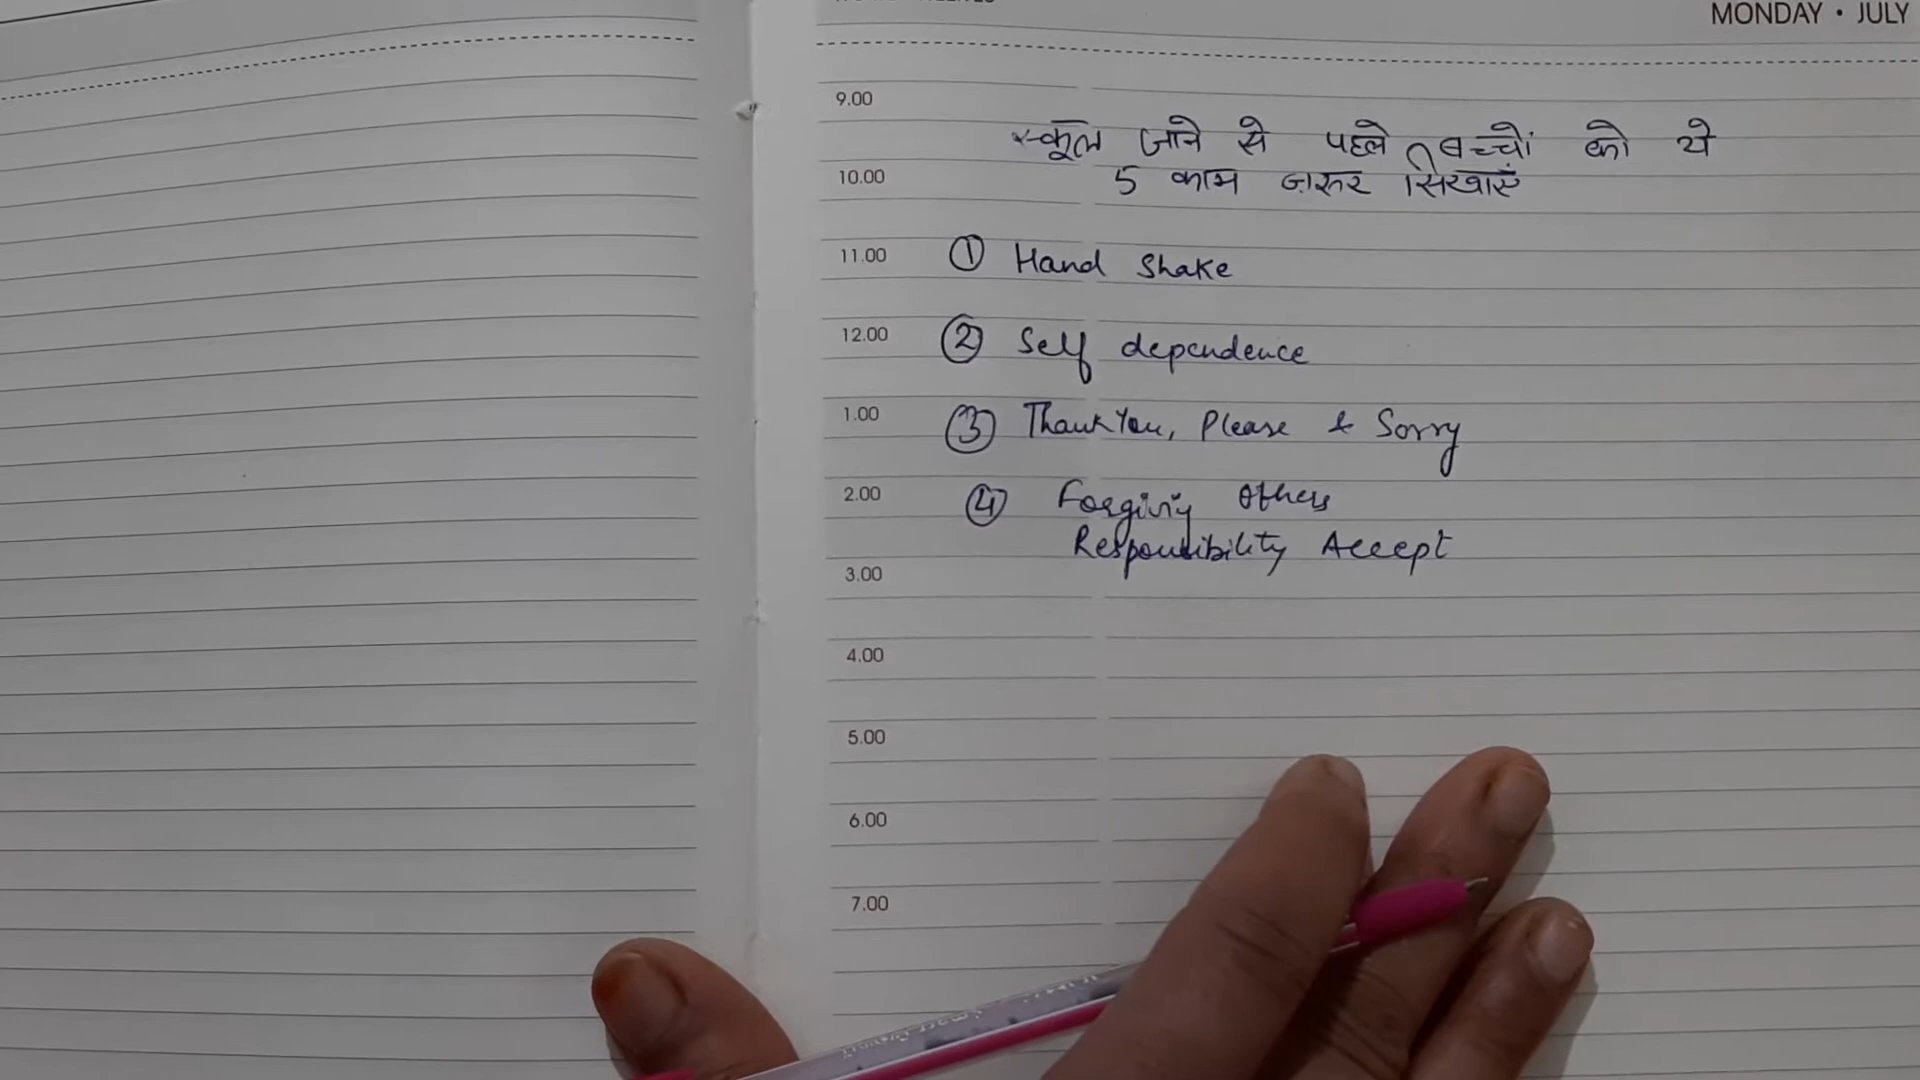 MONDAY • JULY
9.00
स्कूल जाने से पहले बच्चों को ये
10.00
5 काम ज़रूर सिखाएं
11.00
① Hand Shake
12.00
② Self dependence
1.00
③ Thank You, Please & Sorry
2.00
④ Forgiving Others
Responsibility Accept
3.00
4.00
5.00
6.00
7.00